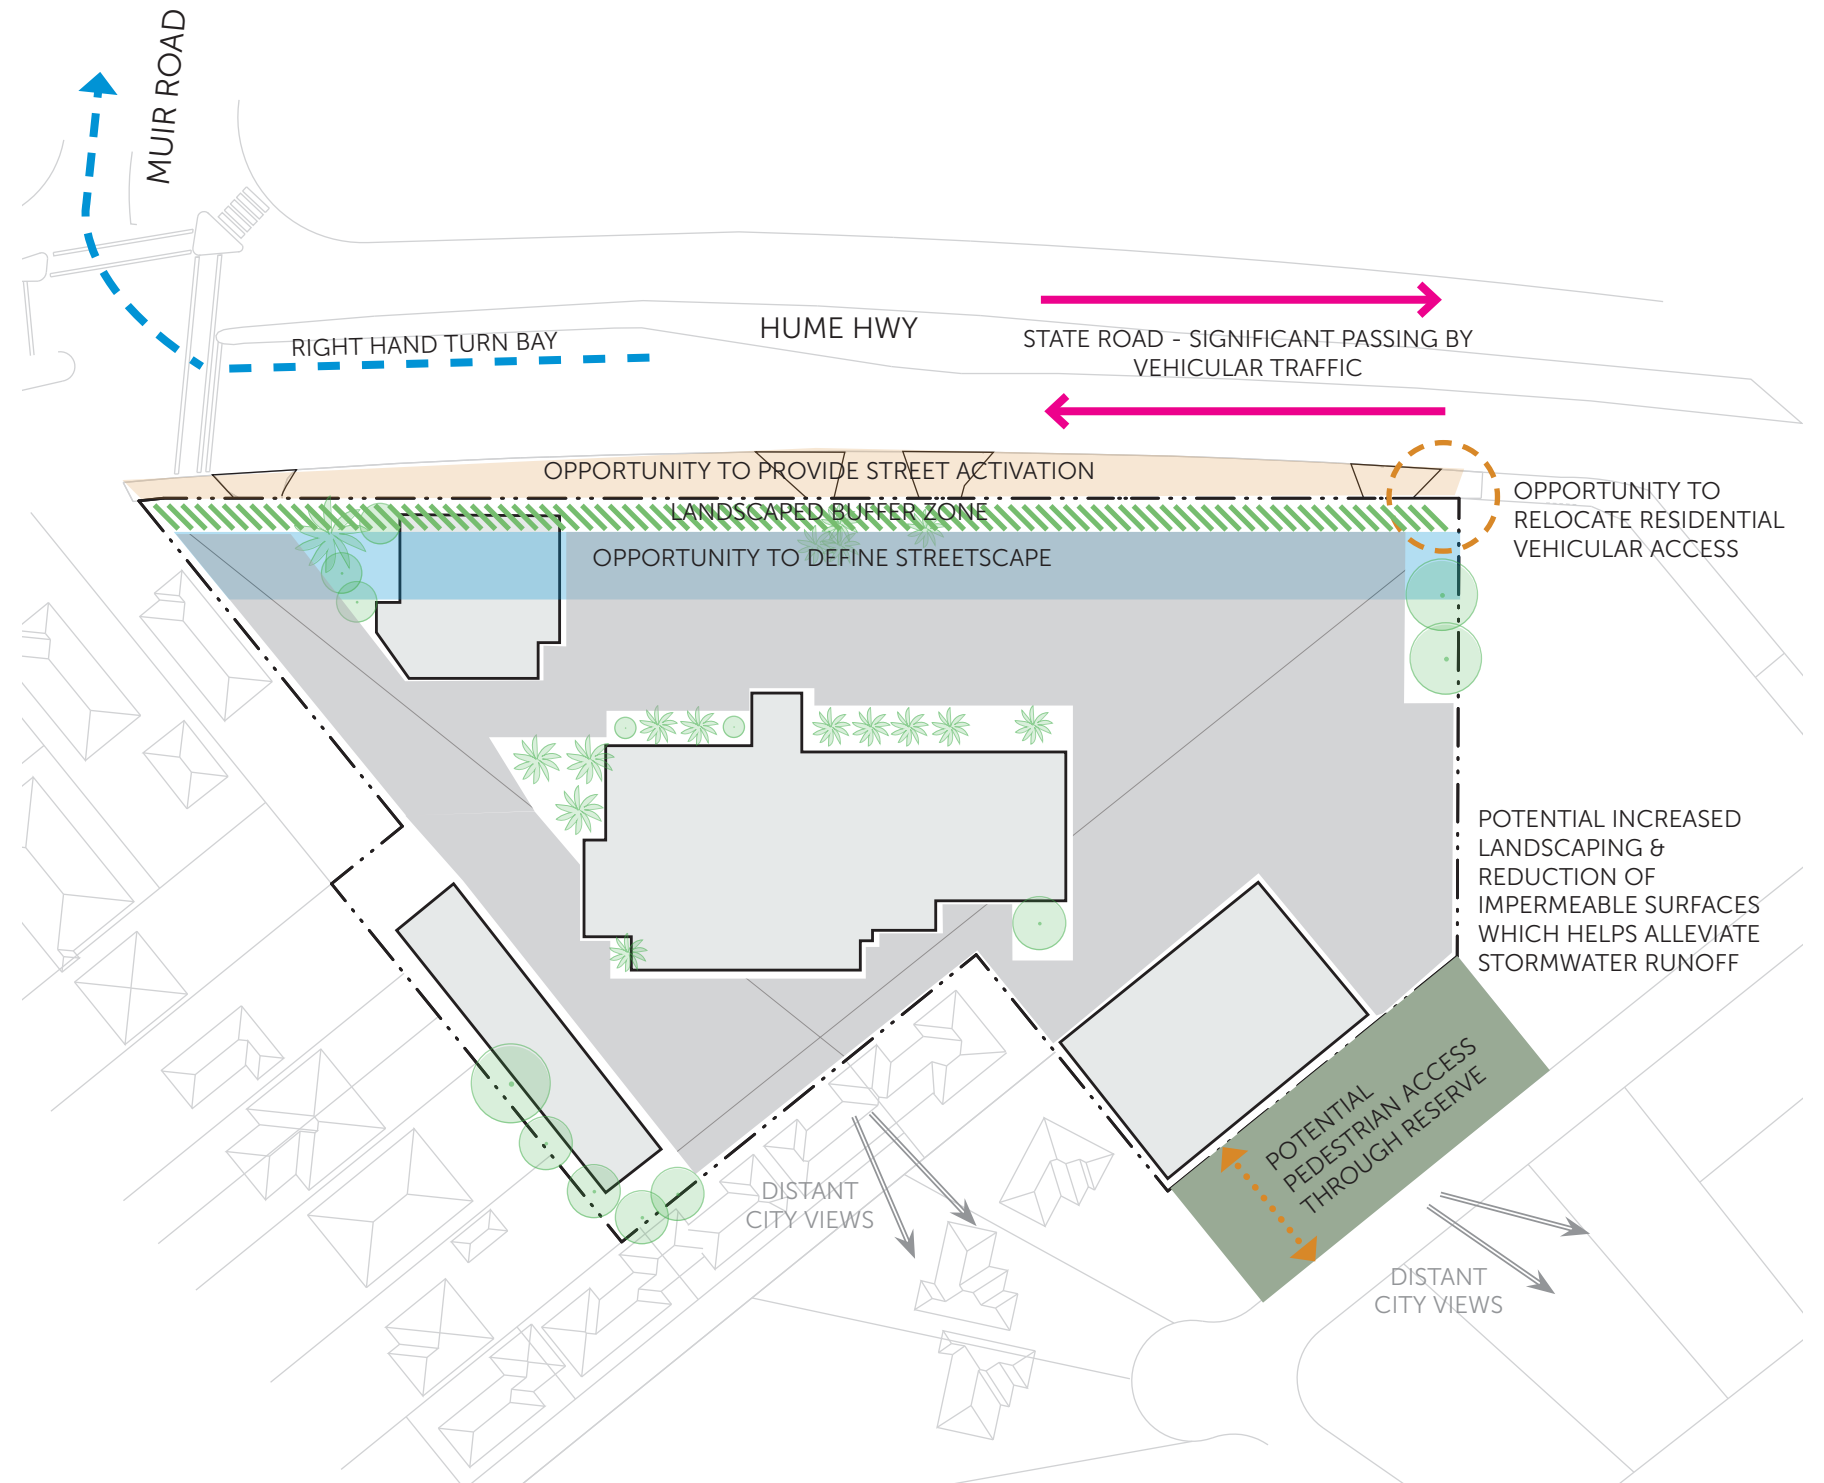 MUIR ROAD
HUME HWY
RIGHT HAND TURN BAY
STATE ROAD - SIGNIFICANT PASSING BY
VEHICULAR TRAFFIC
OPPORTUNITY TO PROVIDE STREET ACTIVATION
LANDSCAPED BUFFER ZONE
OPPORTUNITY TO DEFINE STREETSCAPE
OPPORTUNITY TO
RELOCATE RESIDENTIAL
VEHICULAR ACCESS
POTENTIAL INCREASED
LANDSCAPING &
REDUCTION OF
IMPERMEABLE SURFACES
WHICH HELPS ALLEVIATE
STORMWATER RUNOFF
POTENTIAL
PEDESTRIAN ACCESS
THROUGH RESERVE
DISTANT
CITY VIEWS
DISTANT
CITY VIEWS